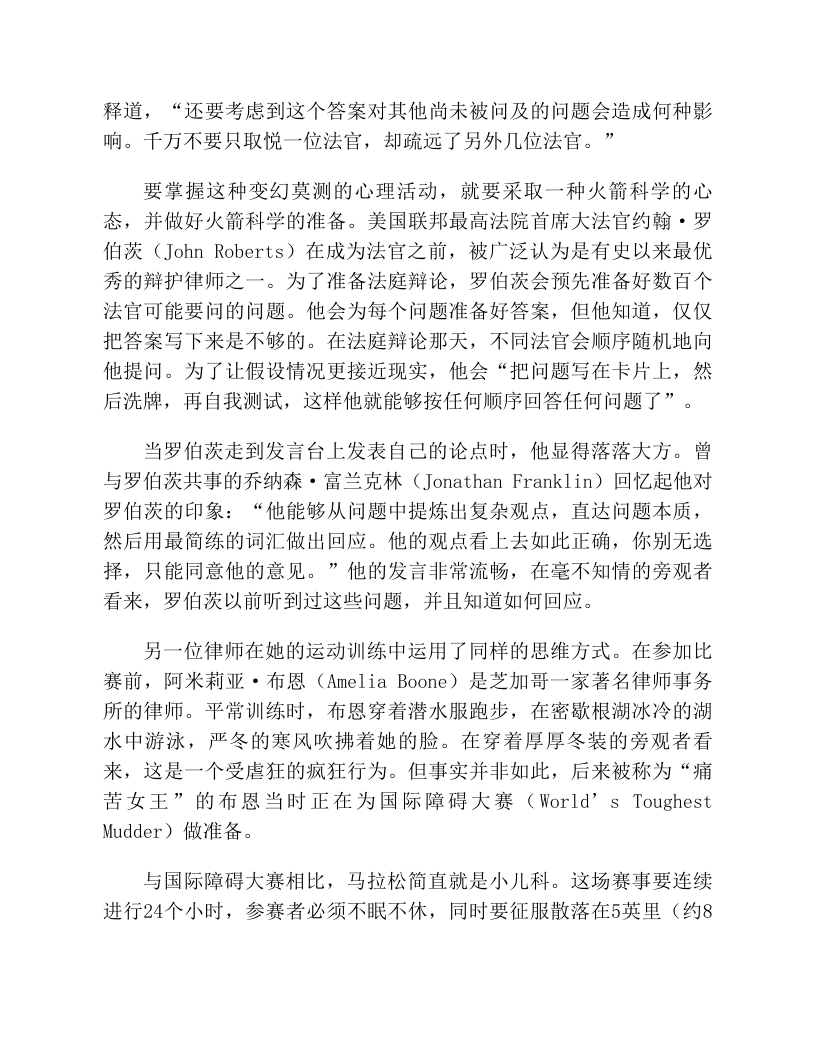 释道，“还要考虑到这个答案对其他尚未被问及的问题会造成何种影
响。千万不要只取悦一位法官，却疏远了另外几位法官。”
要掌握这种变幻莫测的心理活动，就要采取一种火箭科学的心
态，并做好火箭科学的准备。美国联邦最高法院首席大法官约翰·罗
伯茨（John Roberts）在成为法官之前，被广泛认为是有史以来最优
秀的辩护律师之一。为了准备法庭辩论，罗伯茨会预先准备好数百个
法官可能要问的问题。他会为每个问题准备好答案，但他知道，仅仅
把答案写下来是不够的。在法庭辩论那天，不同法官会顺序随机地向
他提问。为了让假设情况更接近现实，他会“把问题写在卡片上，然
后洗牌，再自我测试，这样他就能够按任何顺序回答任何问题了”。
当罗伯茨走到发言台上发表自己的论点时，他显得落落大方。曾
与罗伯茨共事的乔纳森·富兰克林（Jonathan Franklin）回忆起他对
罗伯茨的印象：“他能够从问题中提炼出复杂观点，直达问题本质，
然后用最简练的词汇做出回应。他的观点看上去如此正确，你别无选
择，只能同意他的意见。”他的发言非常流畅，在毫不知情的旁观者
看来，罗伯茨以前听到过这些问题，并且知道如何回应。
另一位律师在她的运动训练中运用了同样的思维方式。在参加比
赛前，阿米莉亚·布恩（Amelia Boone）是芝加哥一家著名律师事务
所的律师。平常训练时，布恩穿着潜水服跑步，在密歇根湖冰冷的湖
水中游泳，严冬的寒风吹拂着她的脸。在穿着厚厚冬装的旁观者看
来，这是一个受虐狂的疯狂行为。但事实并非如此，后来被称为“痛
苦女王”的布恩当时正在为国际障碍大赛（World’s Toughest
Mudder）做准备。
与国际障碍大赛相比，马拉松简直就是小儿科。这场赛事要连续
进行24个小时，参赛者必须不眠不休，同时要征服散落在5英里（约8